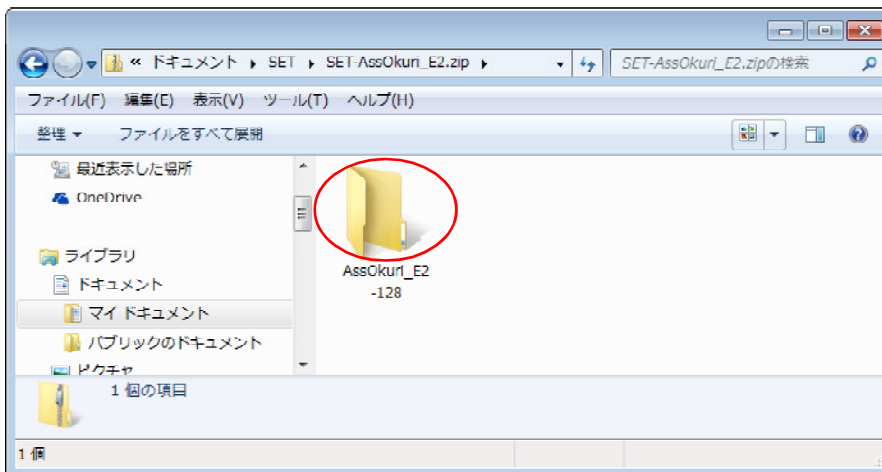 « ドキュメント ▸ SET ▸ SET-AssOkuri_E2.zip ▸
SET-AssOkuri_E2.zipの検索
ファイル(F) 編集(E) 表示(V) ツール(T) ヘルプ(H)
整理 ファイルをすべて展開
最近表示した場所
OneDrive
ライブラリ
ドキュメント
マイ ドキュメント
パブリックのドキュメント
ピクチャ
AssOkuri_E2
-128
1 個の項目
1 個